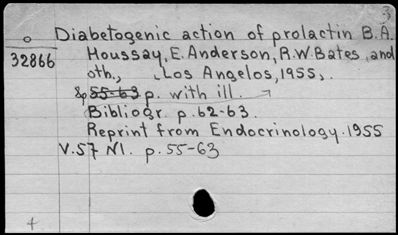 3
o Diabetogenic action of prolactin B.A.
32866 Houssay, E. Anderson, R.W. Bates, and
oth., Los Angelos, 1955,.
55-63 p. with ill.
Bibliogr. p. 62-63.
Reprint from Endocrinology. 1955
V.57 N1. p. 55-63